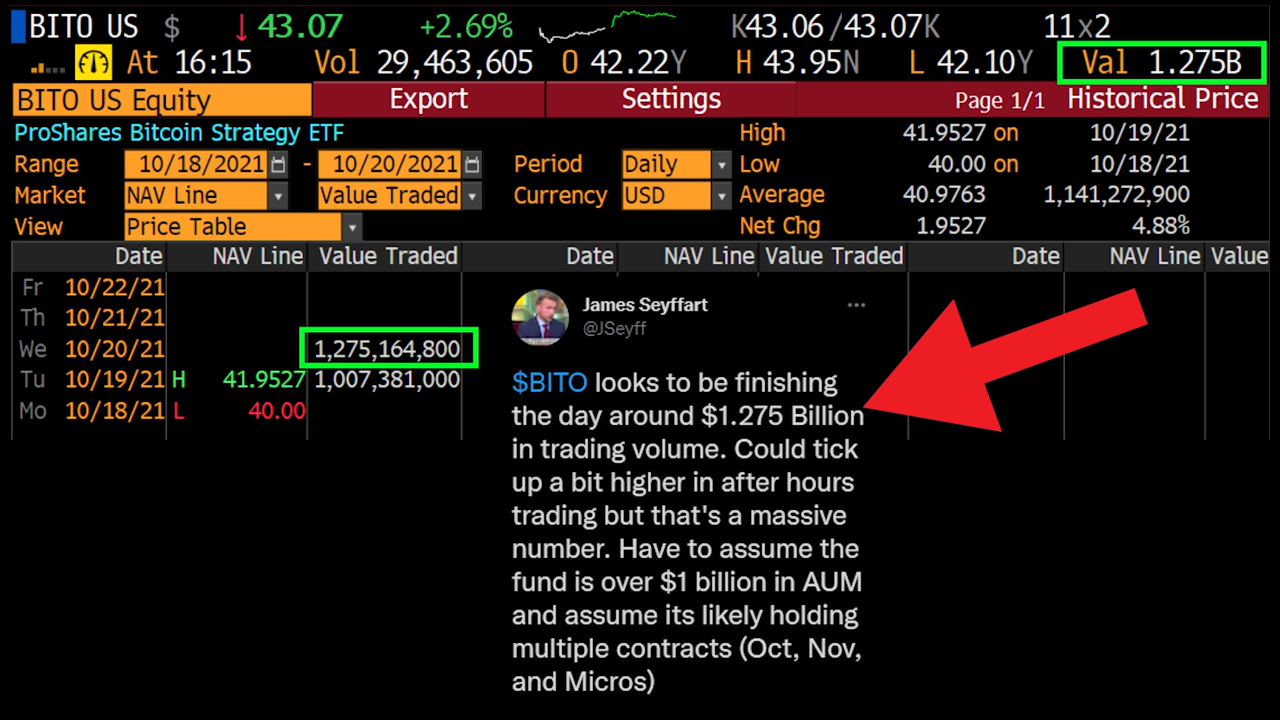 BITO US $ ↓43.07 +2.69% K43.06/43.07K 11x2
At 16:15 Vol 29,463,605 O 42.22Y H 43.95N L 42.10Y Val 1.275B
BITO US Equity Export Settings Page 1/1 Historical Price
ProShares Bitcoin Strategy ETF High 41.9527 on 10/19/21
Range 10/18/2021 - 10/20/2021 Period Daily Low 40.00 on 10/18/21
Market NAV Line Value Traded Currency USD Average 40.9763 1,141,272,900
View Price Table Net Chg 1.9527 4.88%
Date NAV Line Value Traded Date NAV Line Value Traded Date NAV Line Value
Fr 10/22/21
Th 10/21/21
We 10/20/21 1,275,164,800
Tu 10/19/21 H 41.9527 1,007,381,000
Mo 10/18/21 L 40.00
James Seyffart
@JSeyff
$BITO looks to be finishing
the day around $1.275 Billion
in trading volume. Could tick
up a bit higher in after hours
trading but that's a massive
number. Have to assume the
fund is over $1 billion in AUM
and assume its likely holding
multiple contracts (Oct, Nov,
and Micros)